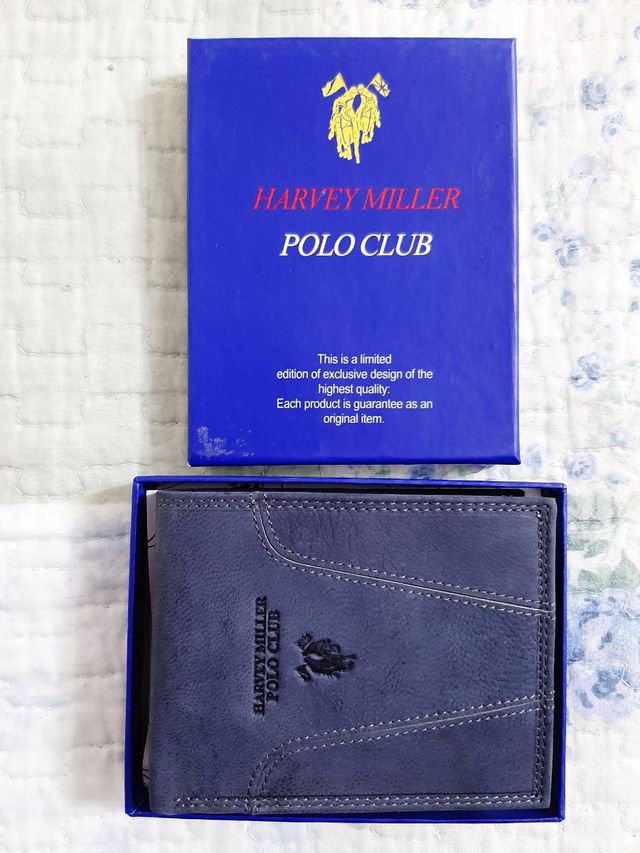 HARVEY MILLER
POLO CLUB
This is a limited
edition of exclusive design of the
highest quality:
Each product is guarantee as an
original item.
HARVEY MILLER
POLO CLUB